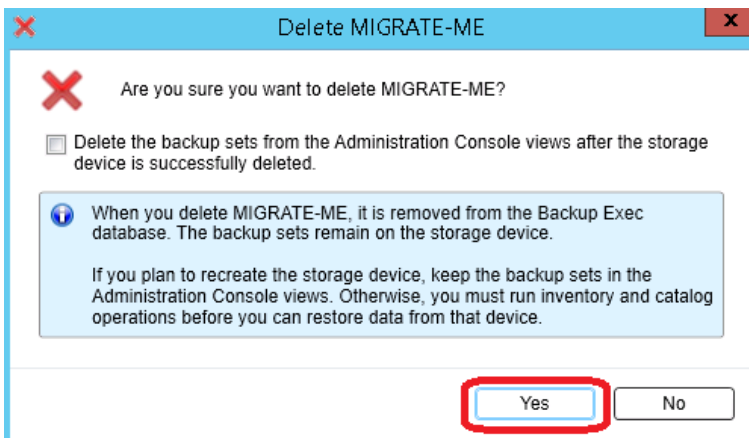 Delete MIGRATE-ME
x
Are you sure you want to delete MIGRATE-ME?
Delete the backup sets from the Administration Console views after the storage
device is successfully deleted.
When you delete MIGRATE-ME, it is removed from the Backup Exec
database. The backup sets remain on the storage device.
If you plan to recreate the storage device, keep the backup sets in the
Administration Console views. Otherwise, you must run inventory and catalog
operations before you can restore data from that device.
Yes
No